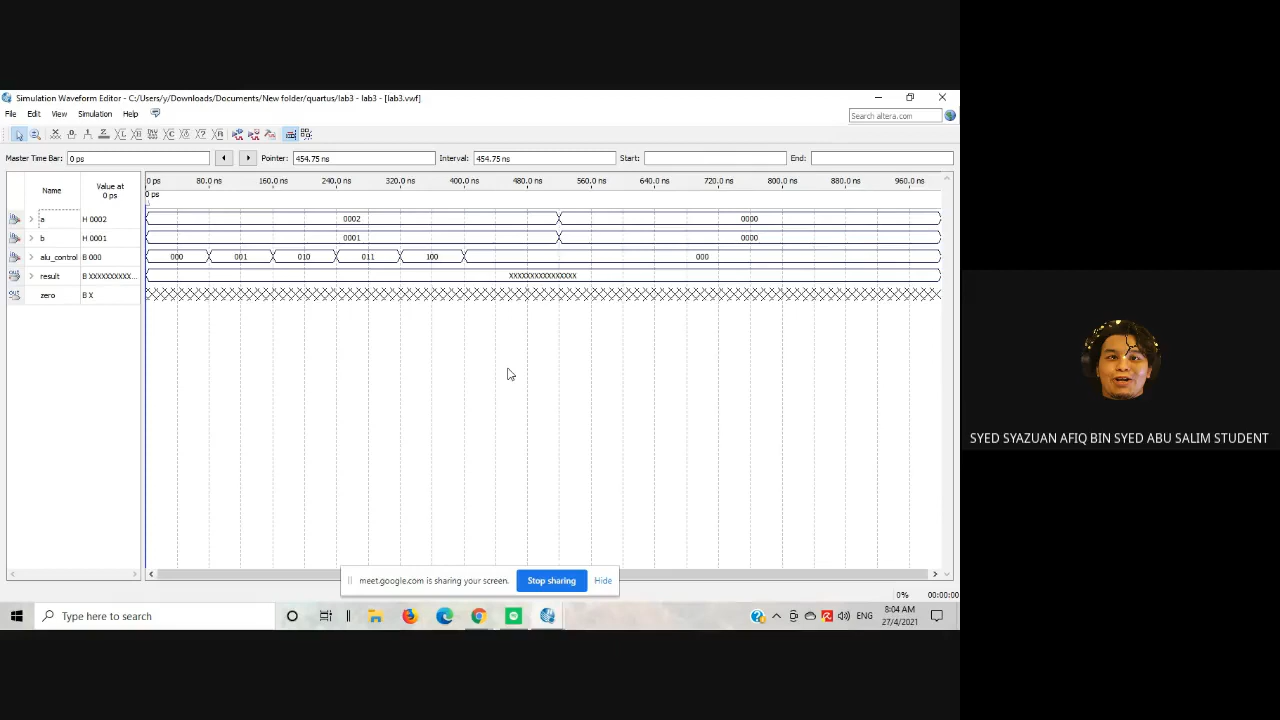 Simulation Waveform Editor - C:/Users/y/Downloads/Documents/New folder/quartus/lab3 - lab3 - [lab3.vwf]
File Edit View Simulation Help
Search altera.com
Master Time Bar: 0 ps Pointer: 454.75 ns Interval: 454.75 ns Start: End:
Name Value at 0 ps 0 ps 80.0 ns 160.0 ns 240.0 ns 320.0 ns 400.0 ns 480.0 ns 560.0 ns 640.0 ns 720.0 ns 800.0 ns 880.0 ns 960.0 ns
0 ps
a H 0002 0002 0000
b H 0001 0001 0000
alu_control B 000 000 001 010 011 100 000
result B XXXXXXXXXX... XXXXXXXXXXXXXXXX
zero B X
SYED SYAZUAN AFIQ BIN SYED ABU SALIM STUDENT
meet.google.com is sharing your screen. Stop sharing Hide
0% 00:00:00
Type here to search
ENG
8:04 AM
27/4/2021